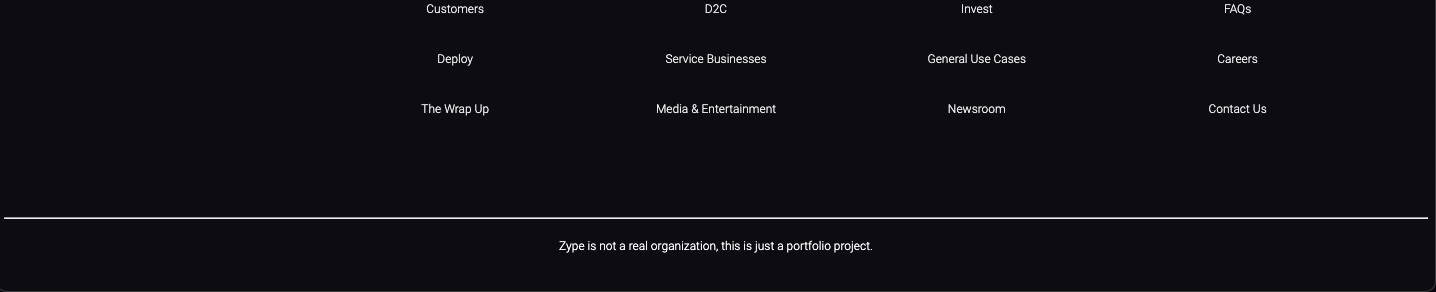 Customers D2C Invest FAQs
Deploy Service Businesses General Use Cases Careers
The Wrap Up Media & Entertainment Newsroom Contact Us
Zype is not a real organization, this is just a portfolio project.